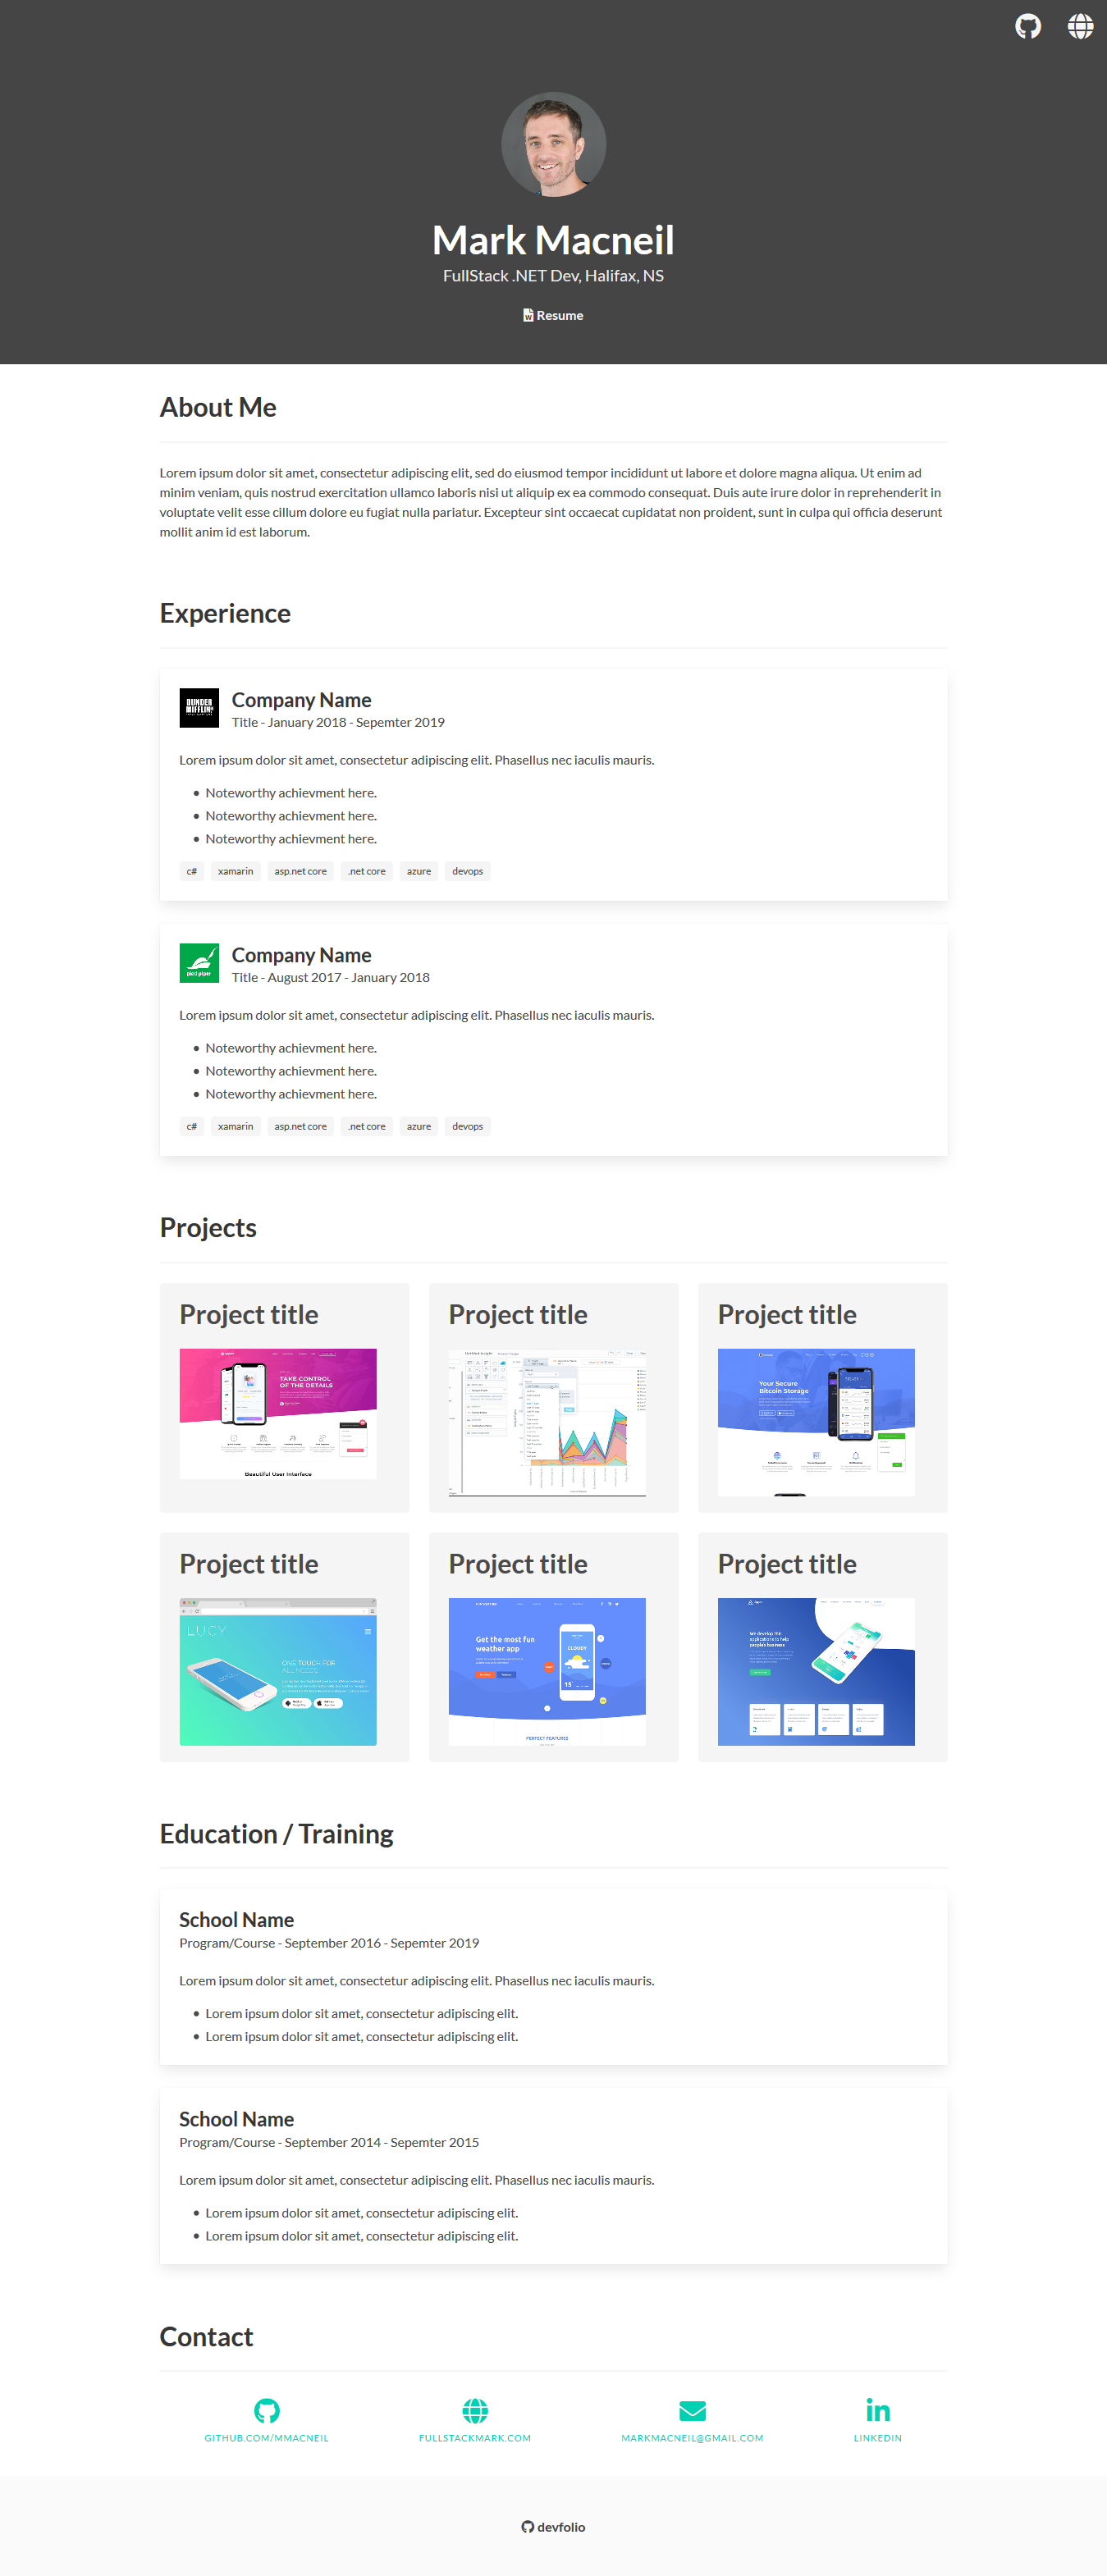 Mark Macneil
FullStack .NET Dev, Halifax, NS
Resume
About Me
Lorem ipsum dolor sit amet, consectetur adipiscing elit, sed do eiusmod tempor incididunt ut labore et dolore magna aliqua. Ut enim ad
minim veniam, quis nostrud exercitation ullamco laboris nisi ut aliquip ex ea commodo consequat. Duis aute irure dolor in reprehenderit in
voluptate velit esse cillum dolore eu fugiat nulla pariatur. Excepteur sint occaecat cupidatat non proident, sunt in culpa qui officia deserunt
mollit anim id est laborum.
Experience
DUNDER
MIFFLIN
Company Name
Title - January 2018 - Sepemter 2019
Lorem ipsum dolor sit amet, consectetur adipiscing elit. Phasellus nec iaculis mauris.
• Noteworthy achievment here.
• Noteworthy achievment here.
• Noteworthy achievment here.
c# xamarin asp.net core .net core azure devops
pied piper
Company Name
Title - August 2017 - January 2018
Lorem ipsum dolor sit amet, consectetur adipiscing elit. Phasellus nec iaculis mauris.
• Noteworthy achievment here.
• Noteworthy achievment here.
• Noteworthy achievment here.
c# xamarin asp.net core .net core azure devops
Projects
Project title
TAKE CONTROL
OF THE DETAILS
Beautiful User Interface
Project title
Project title
Your Secure
Bitcoin Storage
Project title
LUCY
ONE TOUCH FOR
ALL NEEDS
Project title
Get the most fun
weather app
CLOUDY
15
PERFECT FEATURES
Project title
We develop this
applications to help
people's business
Education / Training
School Name
Program/Course - September 2016 - Sepemter 2019
Lorem ipsum dolor sit amet, consectetur adipiscing elit. Phasellus nec iaculis mauris.
• Lorem ipsum dolor sit amet, consectetur adipiscing elit.
• Lorem ipsum dolor sit amet, consectetur adipiscing elit.
School Name
Program/Course - September 2014 - Sepemter 2015
Lorem ipsum dolor sit amet, consectetur adipiscing elit. Phasellus nec iaculis mauris.
• Lorem ipsum dolor sit amet, consectetur adipiscing elit.
• Lorem ipsum dolor sit amet, consectetur adipiscing elit.
Contact
GITHUB.COM/MMACNEIL
FULLSTACKMARK.COM
MARKMACNEIL@GMAIL.COM
LINKEDIN
devfolio